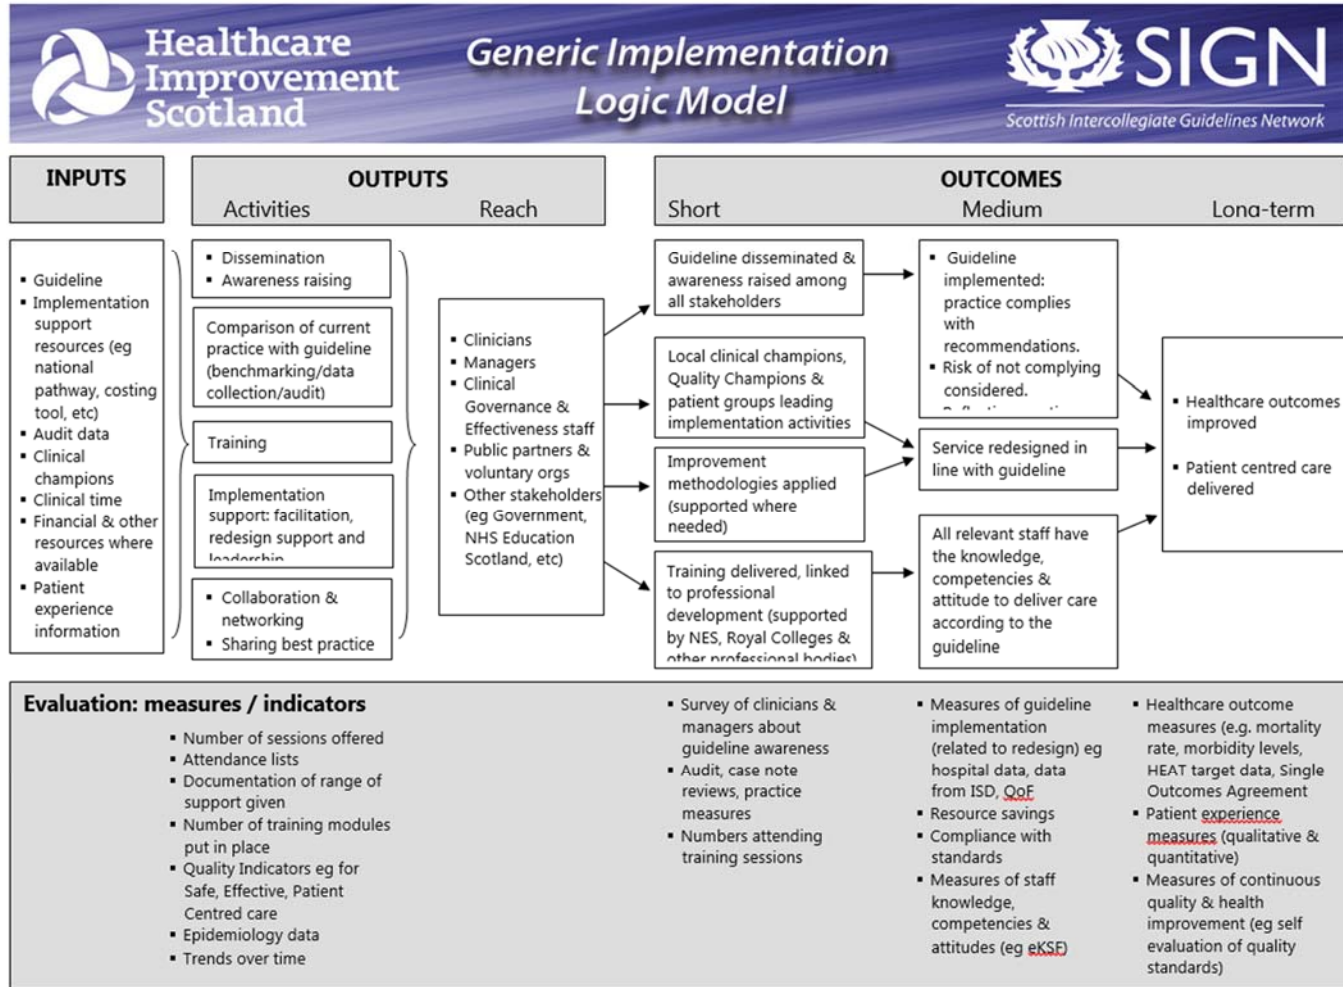 Healthcare
Improvement
Scotland
Generic Implementation
Logic Model
SIGN
Scottish Intercollegiate Guidelines Network
INPUTS
OUTPUTS
Activities
Reach
OUTCOMES
Short
Medium
Long-term
▪ Guideline
▪ Implementation
support
resources (eg
national
pathway, costing
tool, etc)
▪ Audit data
▪ Clinical
champions
▪ Clinical time
▪ Financial & other
resources where
available
▪ Patient
experience
information
▪ Dissemination
▪ Awareness raising
Comparison of current
practice with guideline
(benchmarking/data
collection/audit)
Training
Implementation
support: facilitation,
redesign support and
leadership
▪ Collaboration &
networking
▪ Sharing best practice
▪ Clinicians
▪ Managers
▪ Clinical
Governance &
Effectiveness staff
▪ Public partners &
voluntary orgs
▪ Other stakeholders
(eg Government,
NHS Education
Scotland, etc)
Guideline disseminated &
awareness raised among
all stakeholders
Local clinical champions,
Quality Champions &
patient groups leading
implementation activities
Improvement
methodologies applied
(supported where
needed)
Training delivered, linked
to professional
development (supported
by NES, Royal Colleges &
other professional bodies)
▪ Guideline
implemented:
practice complies
with
recommendations.
▪ Risk of not complying
considered.
Service redesigned in
line with guideline
All relevant staff have
the knowledge,
competencies &
attitude to deliver care
according to the
guideline
▪ Healthcare outcomes
improved
▪ Patient centred care
delivered
Evaluation: measures / indicators
▪ Number of sessions offered
▪ Attendance lists
▪ Documentation of range of
support given
▪ Number of training modules
put in place
▪ Quality Indicators eg for
Safe, Effective, Patient
Centred care
▪ Epidemiology data
▪ Trends over time
▪ Survey of clinicians &
managers about
guideline awareness
▪ Audit, case note
reviews, practice
measures
▪ Numbers attending
training sessions
▪ Measures of guideline
implementation
(related to redesign) eg
hospital data, data
from ISD, QoF
▪ Resource savings
▪ Compliance with
standards
▪ Measures of staff
knowledge,
competencies &
attitudes (eg eKSF)
▪ Healthcare outcome
measures (e.g. mortality
rate, morbidity levels,
HEAT target data, Single
Outcomes Agreement
▪ Patient experience
measures (qualitative &
quantitative)
▪ Measures of continuous
quality & health
improvement (eg self
evaluation of quality
standards)